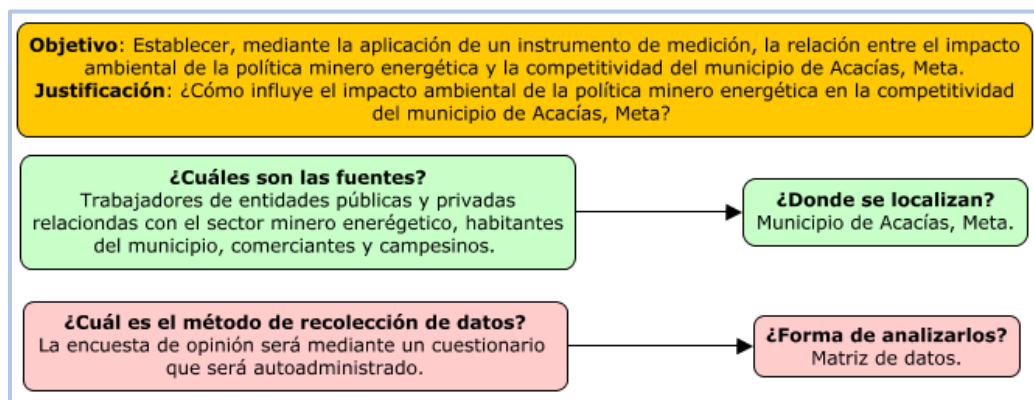 Objetivo: Establecer, mediante la aplicación de un instrumento de medición, la relación entre el impacto
ambiental de la política minero energética y la competitividad del municipio de Acacías, Meta.
Justificación: ¿Cómo influye el impacto ambiental de la política minero energética en la competitividad
del municipio de Acacías, Meta?
¿Cuáles son las fuentes?
Trabajadores de entidades públicas y privadas
relaciondas con el sector minero enerégetico, habitantes
del municipio, comerciantes y campesinos.
¿Donde se localizan?
Municipio de Acacías, Meta.
¿Cuál es el método de recolección de datos?
La encuesta de opinión será mediante un cuestionario
que será autoadministrado.
¿Forma de analizarlos?
Matriz de datos.